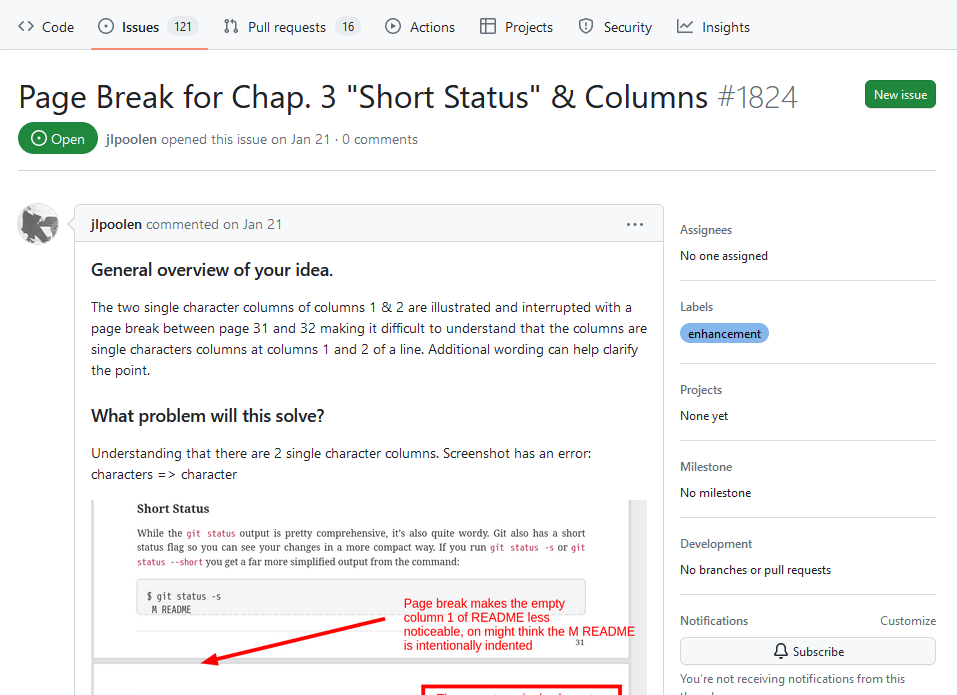 Code Issues 121 Pull requests 16 Actions Projects Security Insights
Page Break for Chap. 3 "Short Status" & Columns #1824
New issue
Open jlpoolen opened this issue on Jan 21 · 0 comments
jlpoolen commented on Jan 21
General overview of your idea.
The two single character columns of columns 1 & 2 are illustrated and interrupted with a
page break between page 31 and 32 making it difficult to understand that the columns are
single characters columns at columns 1 and 2 of a line. Additional wording can help clarify
the point.
What problem will this solve?
Understanding that there are 2 single character columns. Screenshot has an error:
characters => character
Short Status
While the git status output is pretty comprehensive, it's also quite wordy. Git also has a short
status flag so you can see your changes in a more compact way. If you run git status -s or git
status --short you get a far more simplified output from the command:
$ git status -s
M README
Page break makes the empty
column 1 of README less
noticeable, on might think the M README
is intentionally indented
31
Assignees
No one assigned
Labels
enhancement
Projects
None yet
Milestone
No milestone
Development
No branches or pull requests
Notifications Customize
Subscribe
You're not receiving notifications from this